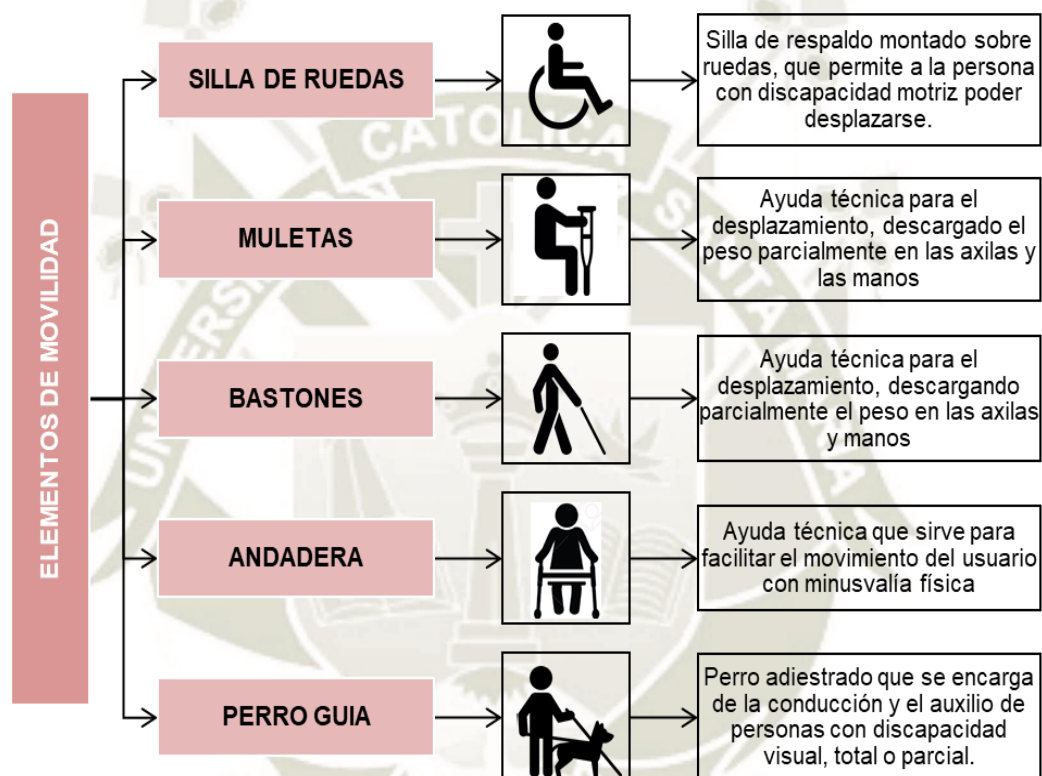 ELEMENTOS DE MOVILIDAD
SILLA DE RUEDAS
Silla de respaldo montado sobre
ruedas, que permite a la persona
con discapacidad motriz poder
desplazarse.
MULETAS
Ayuda técnica para el
desplazamiento, descargado el
peso parcialmente en las axilas y
las manos
BASTONES
Ayuda técnica para el
desplazamiento, descargando
parcialmente el peso en las axilas
y manos
ANDADERA
Ayuda técnica que sirve para
facilitar el movimiento del usuario
con minusvalía física
PERRO GUIA
Perro adiestrado que se encarga
de la conducción y el auxilio de
personas con discapacidad
visual, total o parcial.
CATOLICA